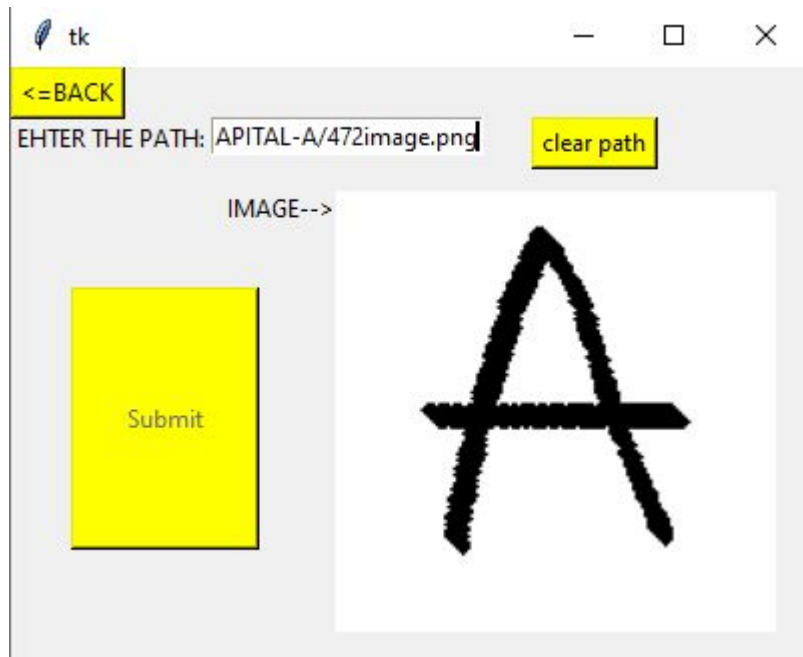 tk
<=BACK
EHTER THE PATH: APITAL-A/472image.png clear path
IMAGE-->
A
Submit